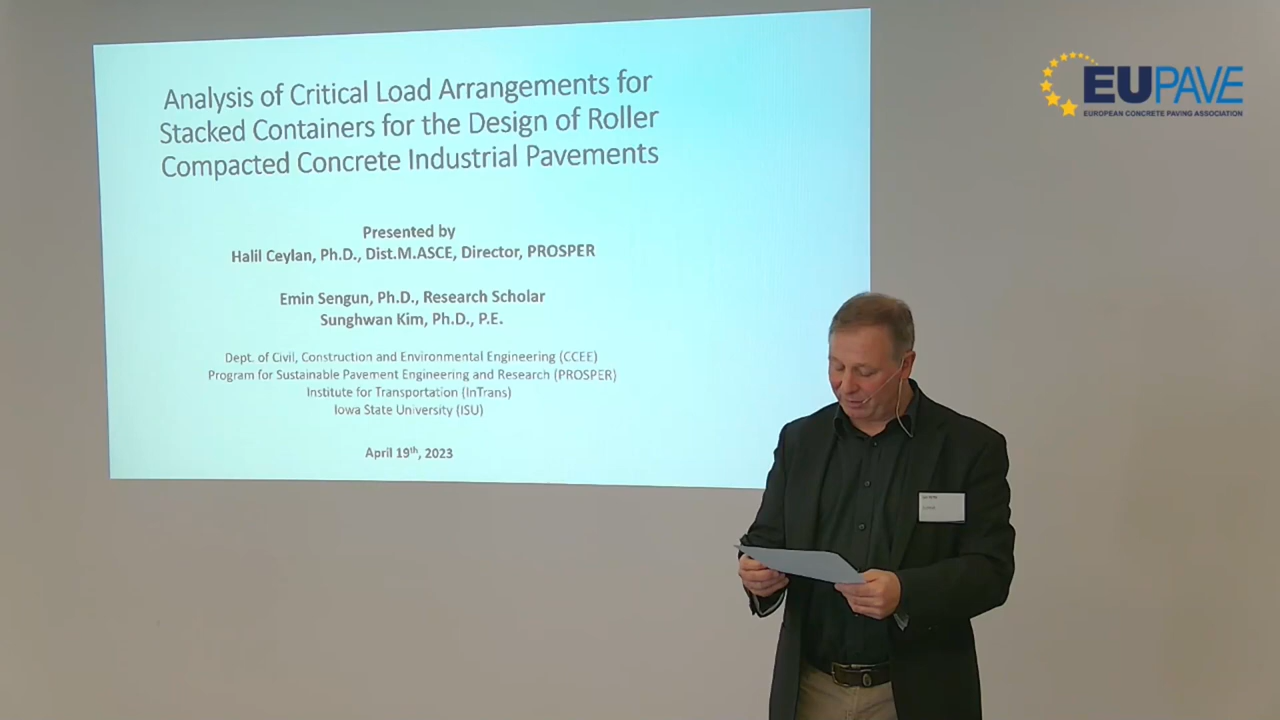 Analysis of Critical Load Arrangements for
Stacked Containers for the Design of Roller
Compacted Concrete Industrial Pavements
Presented by
Halil Ceylan, Ph.D., Dist.M.ASCE, Director, PROSPER
Emin Sengun, Ph.D., Research Scholar
Sunghwan Kim, Ph.D., P.E.
Dept. of Civil, Construction and Environmental Engineering (CCEE)
Program for Sustainable Pavement Engineering and Research (PROSPER)
Institute for Transportation (InTrans)
Iowa State University (ISU)
April 19th, 2023
EUPAVE
EUROPEAN CONCRETE PAVING ASSOCIATION